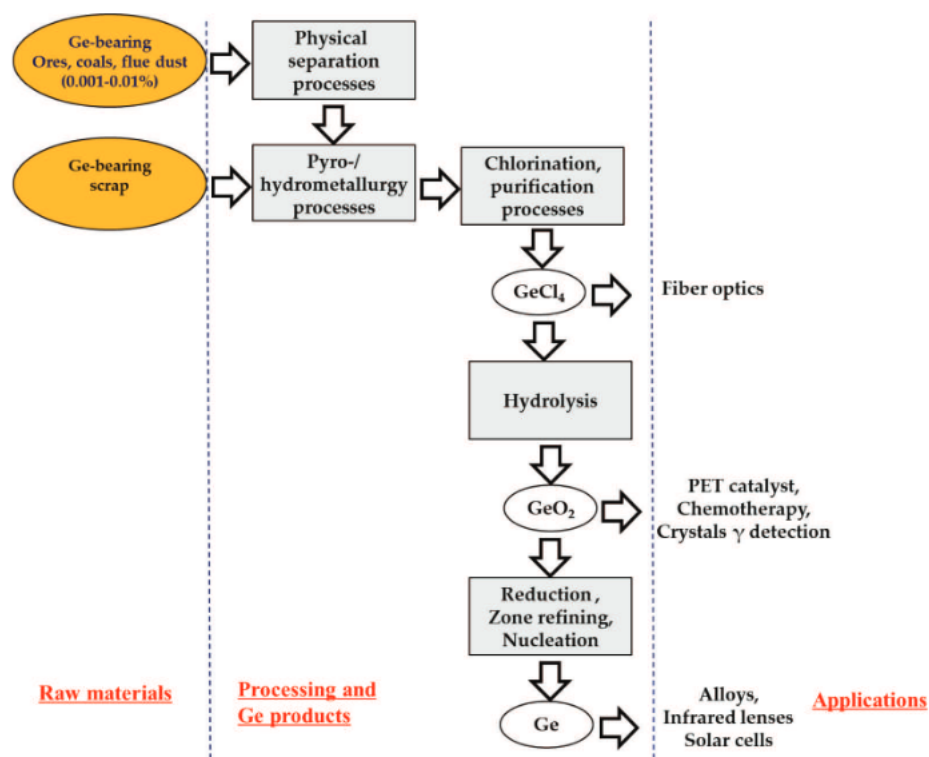 Ge-bearing
Ores, coals, flue dust
(0.001-0.01%)
Physical
separation
processes
Ge-bearing
scrap
Pyro-/
hydrometallurgy
processes
Chlorination,
purification
processes
GeCl₄
Fiber optics
Hydrolysis
GeO₂
PET catalyst,
Chemotherapy,
Crystals γ detection
Reduction ,
Zone refining,
Nucleation
Raw materials
Processing and
Ge products
Ge
Alloys,
Infrared lenses
Solar cells
Applications